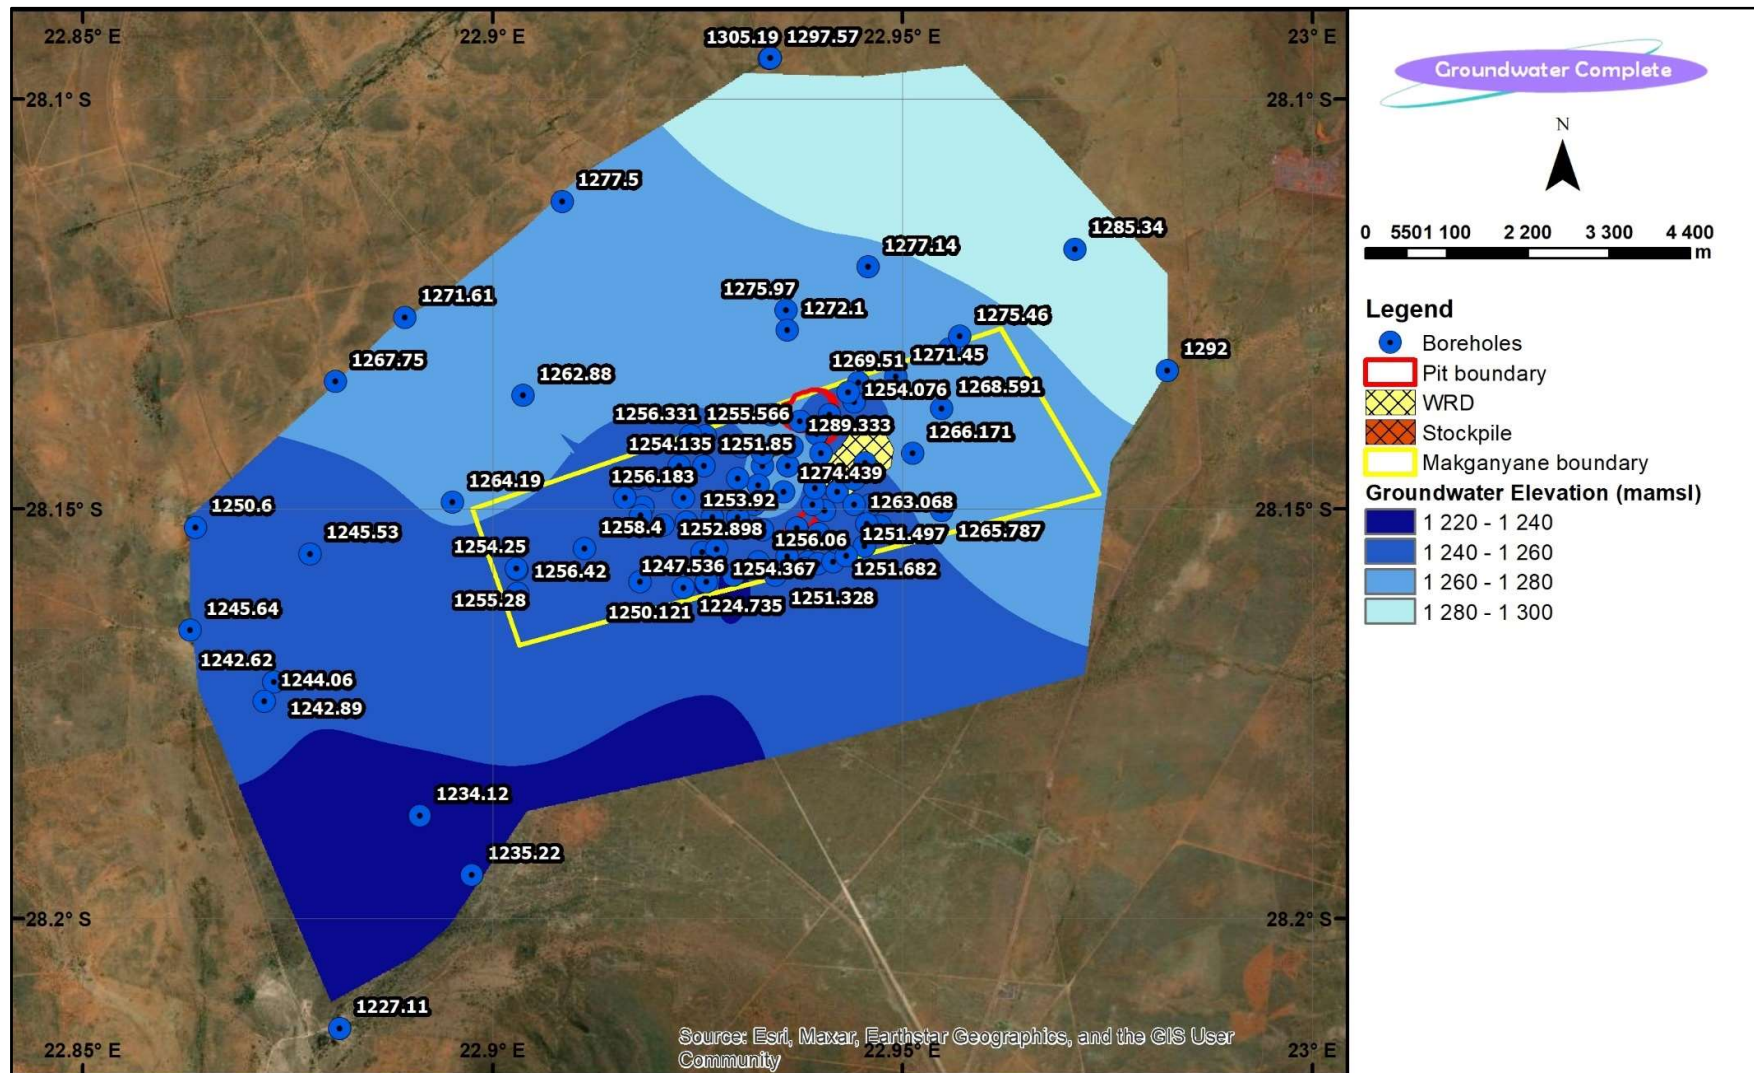 22.85° E
22.9° E
22.95° E
23° E
1305.19
1297.57
28.1° S
28.1° S
1277.5
1285.34
1277.14
1271.61
1275.97
1272.1
1275.46
1267.75
1269.51
1271.45
1292
1262.88
1254.076
1268.591
1256.331
1255.566
1289.333
1266.171
1254.135
1251.85
1264.19
1256.183
1274.439
1253.92
1263.068
28.15° S
28.15° S
1250.6
1245.53
1258.4
1252.898
1256.06
1251.497
1265.787
1254.25
1256.42
1247.536
1254.367
1251.682
1255.28
1250.121
1224.735
1251.328
1245.64
1242.62
1244.06
1242.89
1234.12
1235.22
28.2° S
28.2° S
1227.11
Source: Esri, Maxar, Earthstar Geographics, and the GIS User
Community
22.85° E
22.9° E
22.95° E
23° E
Groundwater Complete
N
0 5501 100 2 200 3 300 4 400
m
Legend
Boreholes
Pit boundary
WRD
Stockpile
Makganyane boundary
Groundwater Elevation (mamsl)
1 220 - 1 240
1 240 - 1 260
1 260 - 1 280
1 280 - 1 300